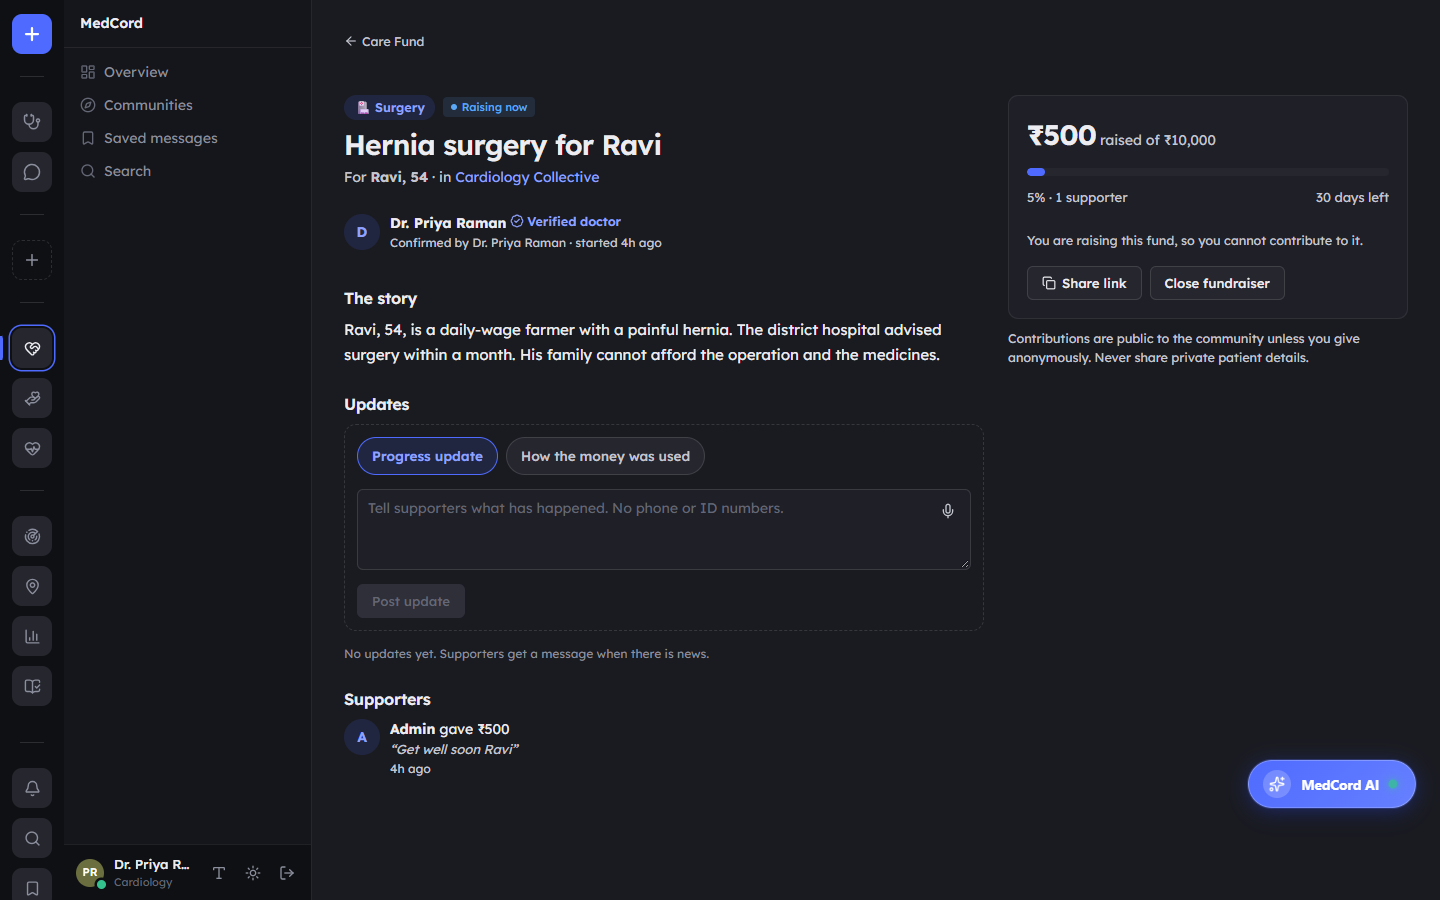 MedCord
Overview
Communities
Saved messages
Search
Care Fund
Surgery
Raising now
Hernia surgery for Ravi
For Ravi, 54 · in Cardiology Collective
D
Dr. Priya Raman Verified doctor
Confirmed by Dr. Priya Raman · started 4h ago
The story
Ravi, 54, is a daily-wage farmer with a painful hernia. The district hospital advised
surgery within a month. His family cannot afford the operation and the medicines.
Updates
Progress update
How the money was used
Tell supporters what has happened. No phone or ID numbers.
Post update
No updates yet. Supporters get a message when there is news.
Supporters
A
Admin gave ₹500
“Get well soon Ravi”
4h ago
₹500 raised of ₹10,000
5% · 1 supporter
30 days left
You are raising this fund, so you cannot contribute to it.
Share link
Close fundraiser
Contributions are public to the community unless you give
anonymously. Never share private patient details.
MedCord AI
PR
Dr. Priya R...
Cardiology